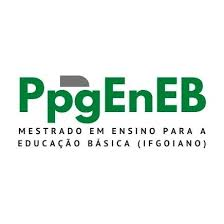 PpgEnEB
MESTRADO EM ENSINO PARA A
EDUCAÇÃO BÁSICA (IFGOIANO)